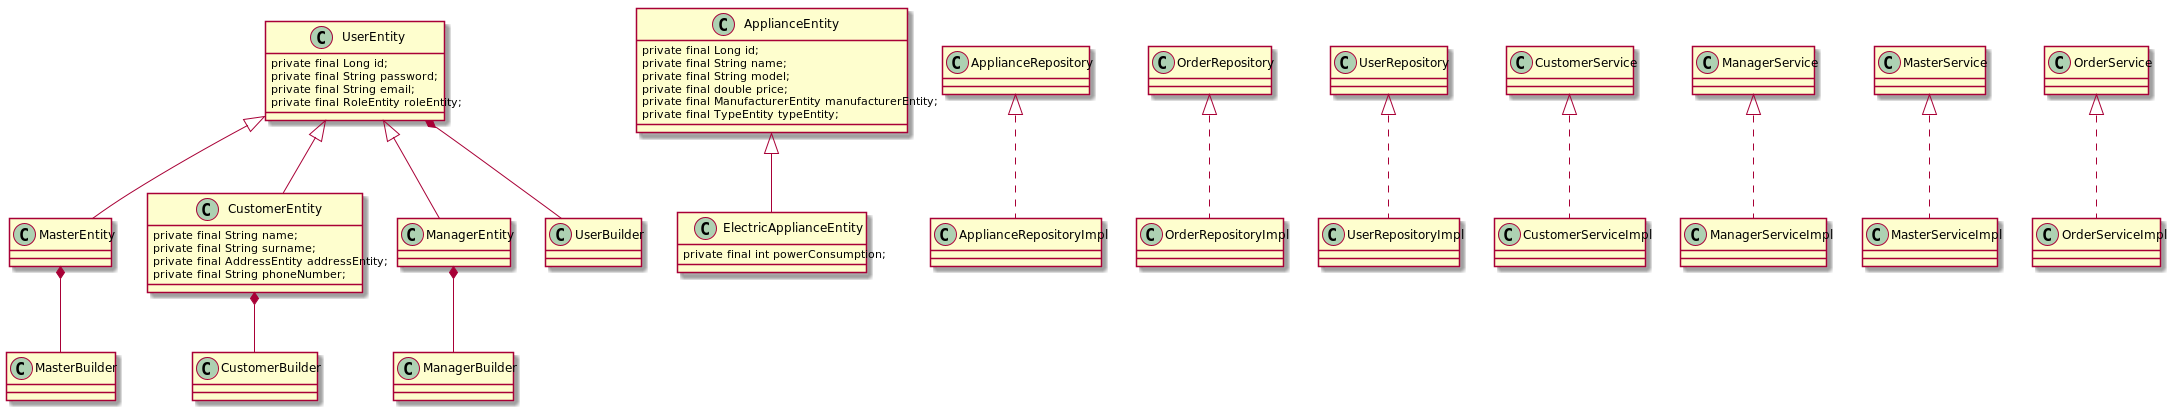 C UserEntity
private final Long id;
private final String password;
private final String email;
private final RoleEntity roleEntity;
C ApplianceEntity
private final Long id;
private final String name;
private final String model;
private final double price;
private final ManufacturerEntity manufacturerEntity;
private final TypeEntity typeEntity;
C ApplianceRepository
C OrderRepository
C UserRepository
C CustomerService
C ManagerService
C MasterService
C OrderService
C MasterEntity
C CustomerEntity
private final String name;
private final String surname;
private final AddressEntity addressEntity;
private final String phoneNumber;
C ManagerEntity
C UserBuilder
C ElectricApplianceEntity
private final int powerConsumption;
C ApplianceRepositoryImpl
C OrderRepositoryImpl
C UserRepositoryImpl
C CustomerServiceImpl
C ManagerServiceImpl
C MasterServiceImpl
C OrderServiceImpl
C MasterBuilder
C CustomerBuilder
C ManagerBuilder